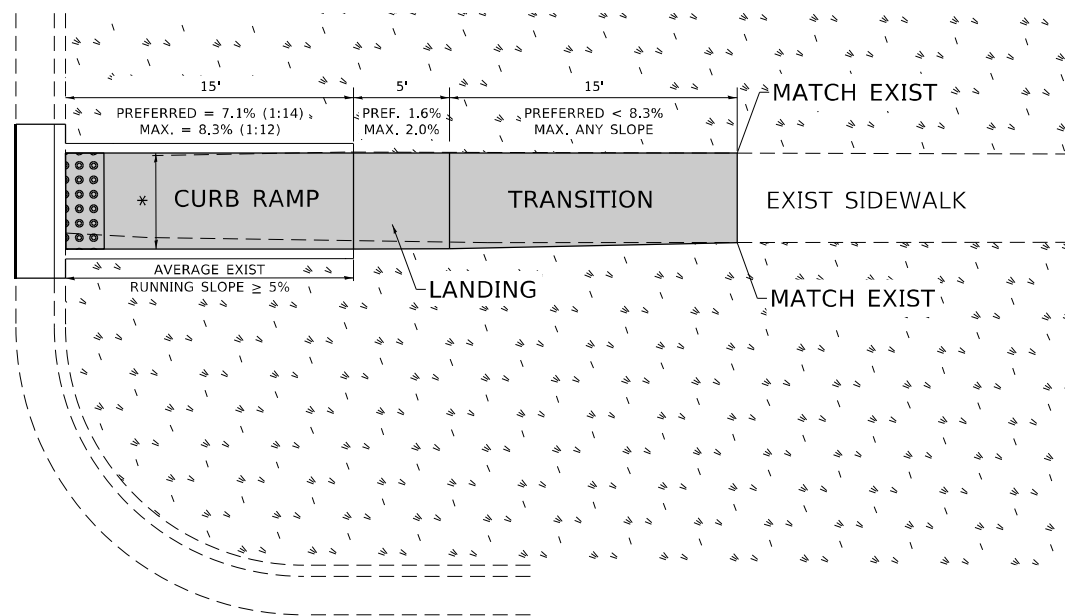 15'
5'
15'
PREFERRED = 7.1% (1:14)
MAX. = 8.3% (1:12)
PREF. 1.6%
MAX. 2.0%
PREFERRED < 8.3%
MAX. ANY SLOPE
MATCH EXIST
*
CURB RAMP
TRANSITION
EXIST SIDEWALK
AVERAGE EXIST
RUNNING SLOPE ≥ 5%
LANDING
MATCH EXIST